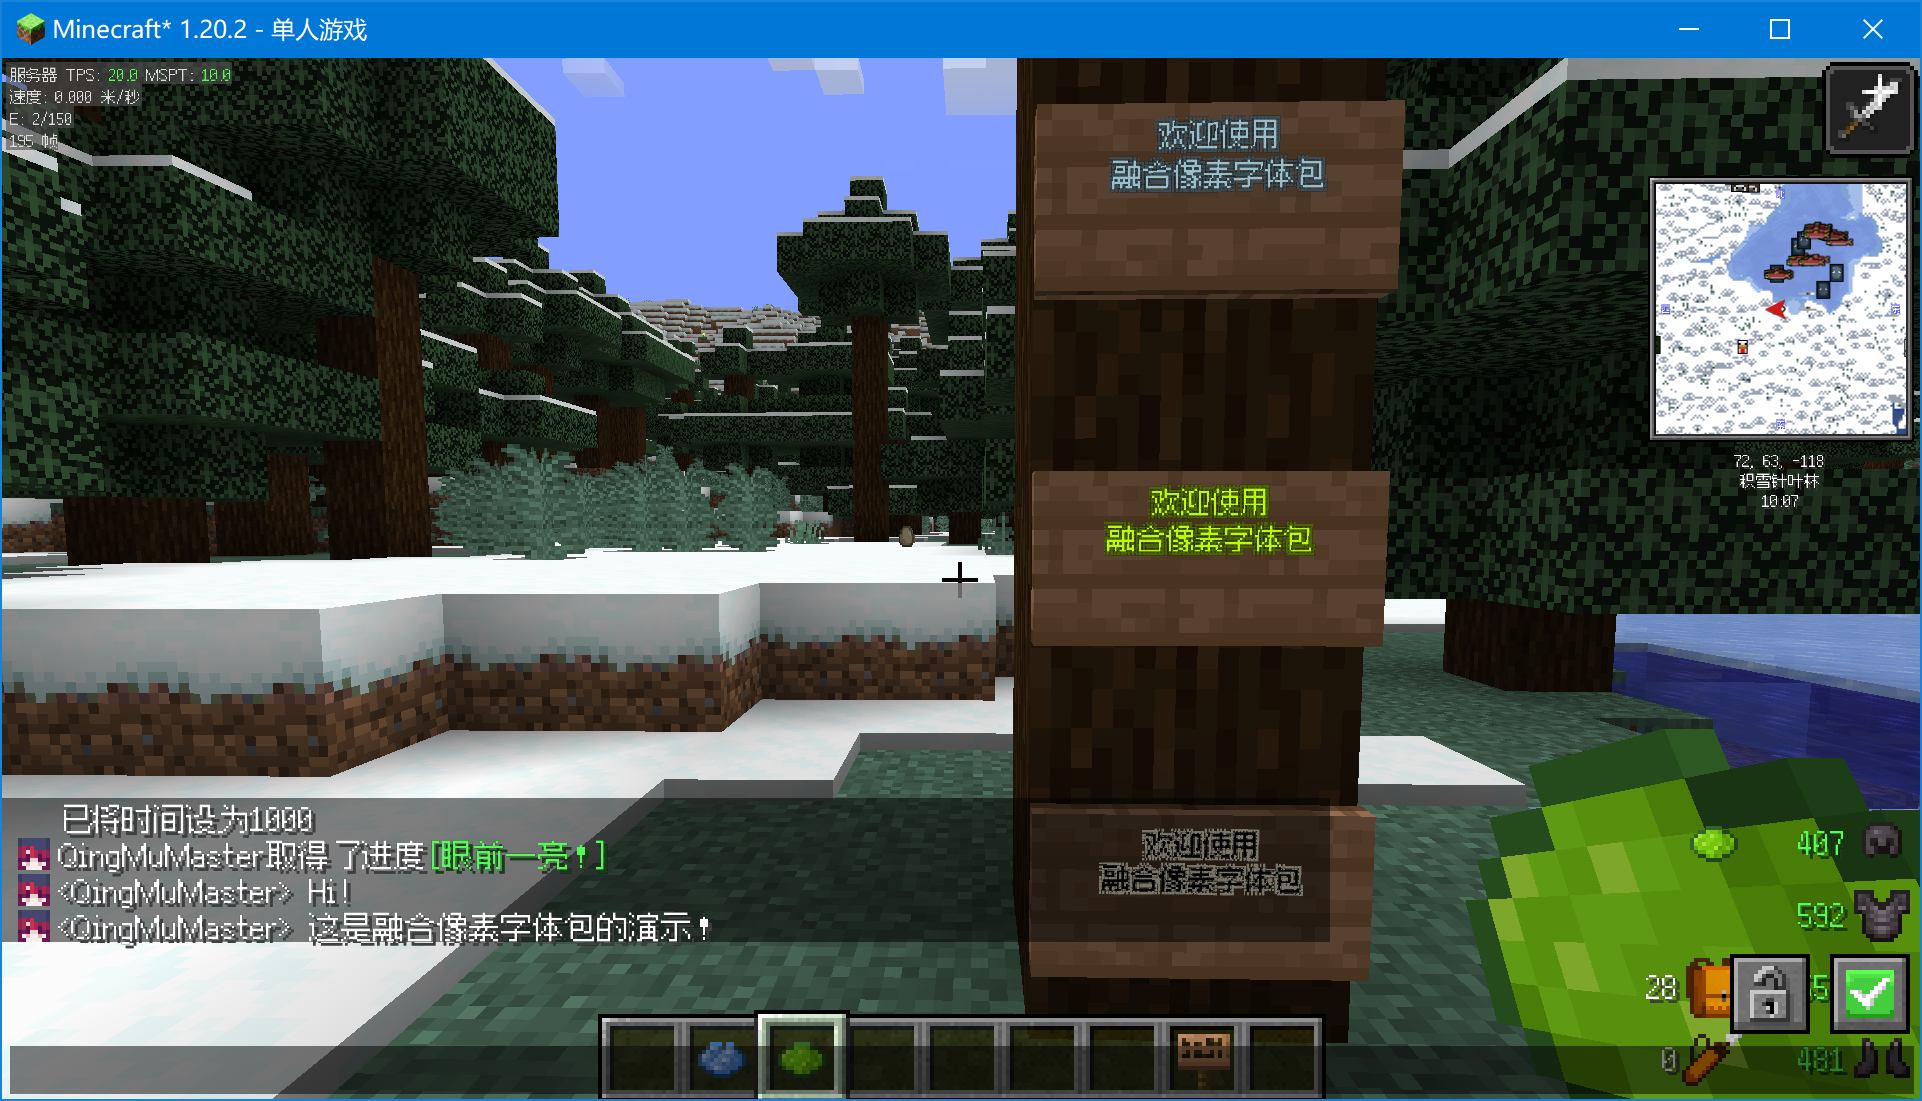 Minecraft* 1.20.2 - 单人游戏
服务器 TPS: 20.0 MSPT: 10.0
速度: 0.000 米/秒
E: 2/150
195 帧
欢迎使用
融合像素字体包
欢迎使用
融合像素字体包
欢迎使用
融合像素字体包
72, 63, -118
积雪针叶林
10:07
已将时间设为1000
QingMuMaster取得了进度[眼前一亮!]
<QingMuMaster> Hi!
<QingMuMaster> 这是融合像素字体包的演示!
407
592
28
0
481